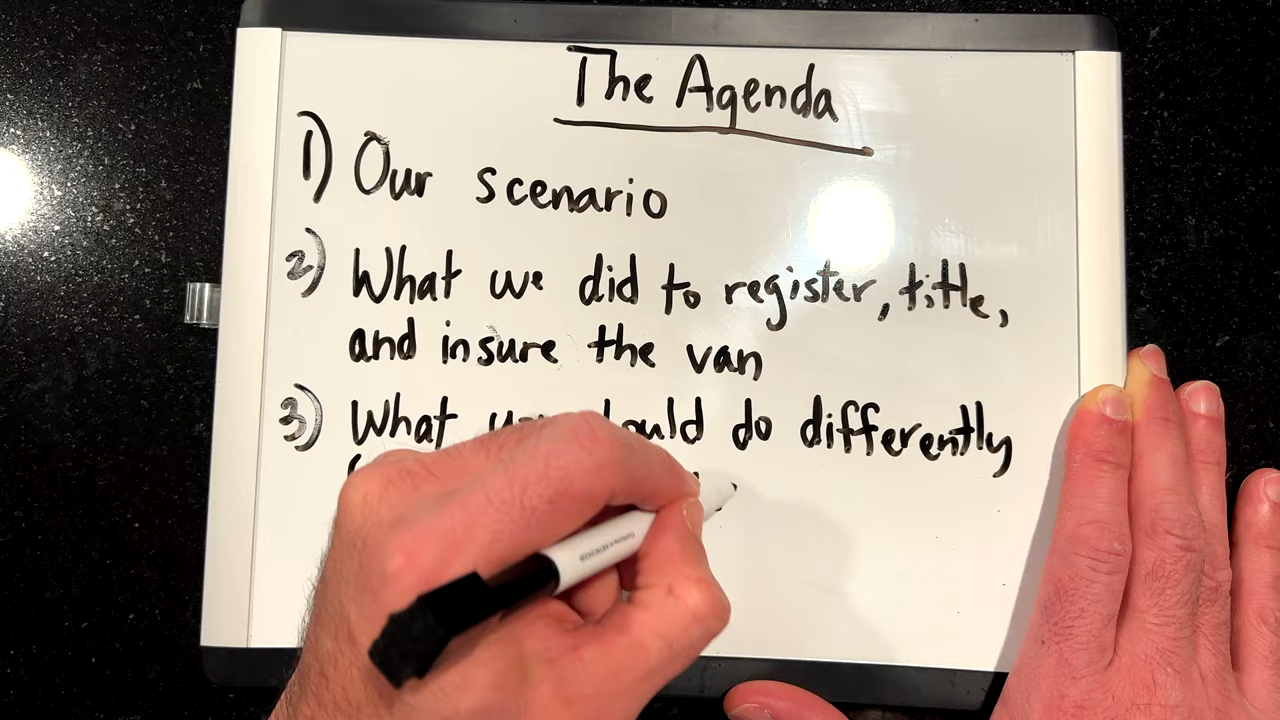 The Agenda
1) Our scenario
2) What we did to register, title,
and insure the van
3) What do differently